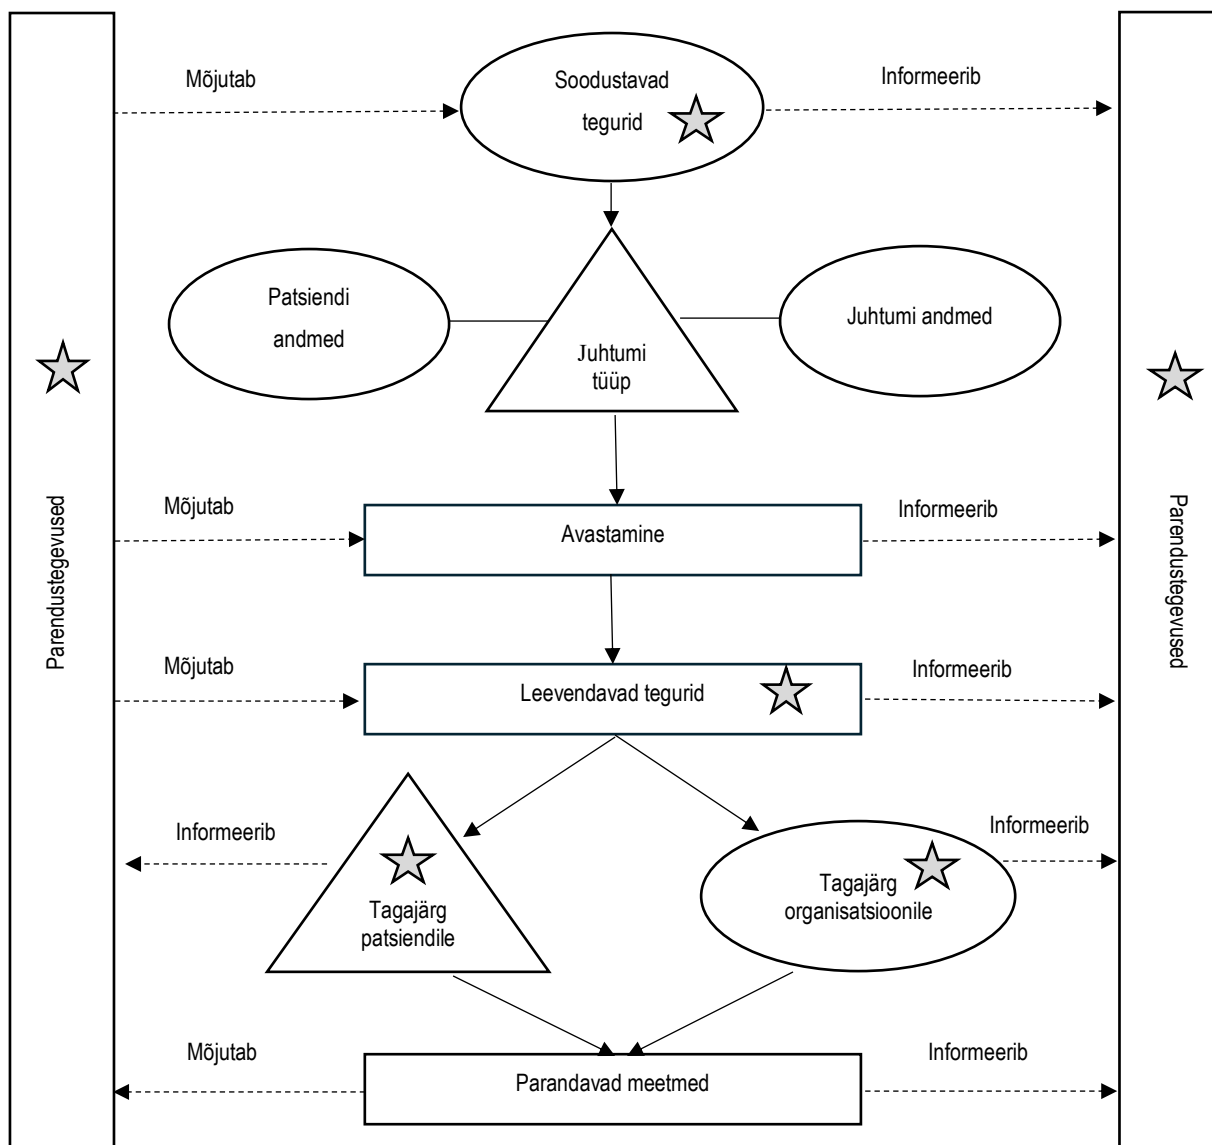 Mõjutab
Soodustavad
tegurid
Informeerib
Patsiendi
andmed
Juhtumi
tüüp
Juhtumi andmed
Parendustegevused
Parendustegevused
Mõjutab
Avastamine
Informeerib
Mõjutab
Leevendavad tegurid
Informeerib
Informeerib
Tagajärg
patsiendile
Tagajärg
organisatsioonile
Informeerib
Mõjutab
Parandavad meetmed
Informeerib